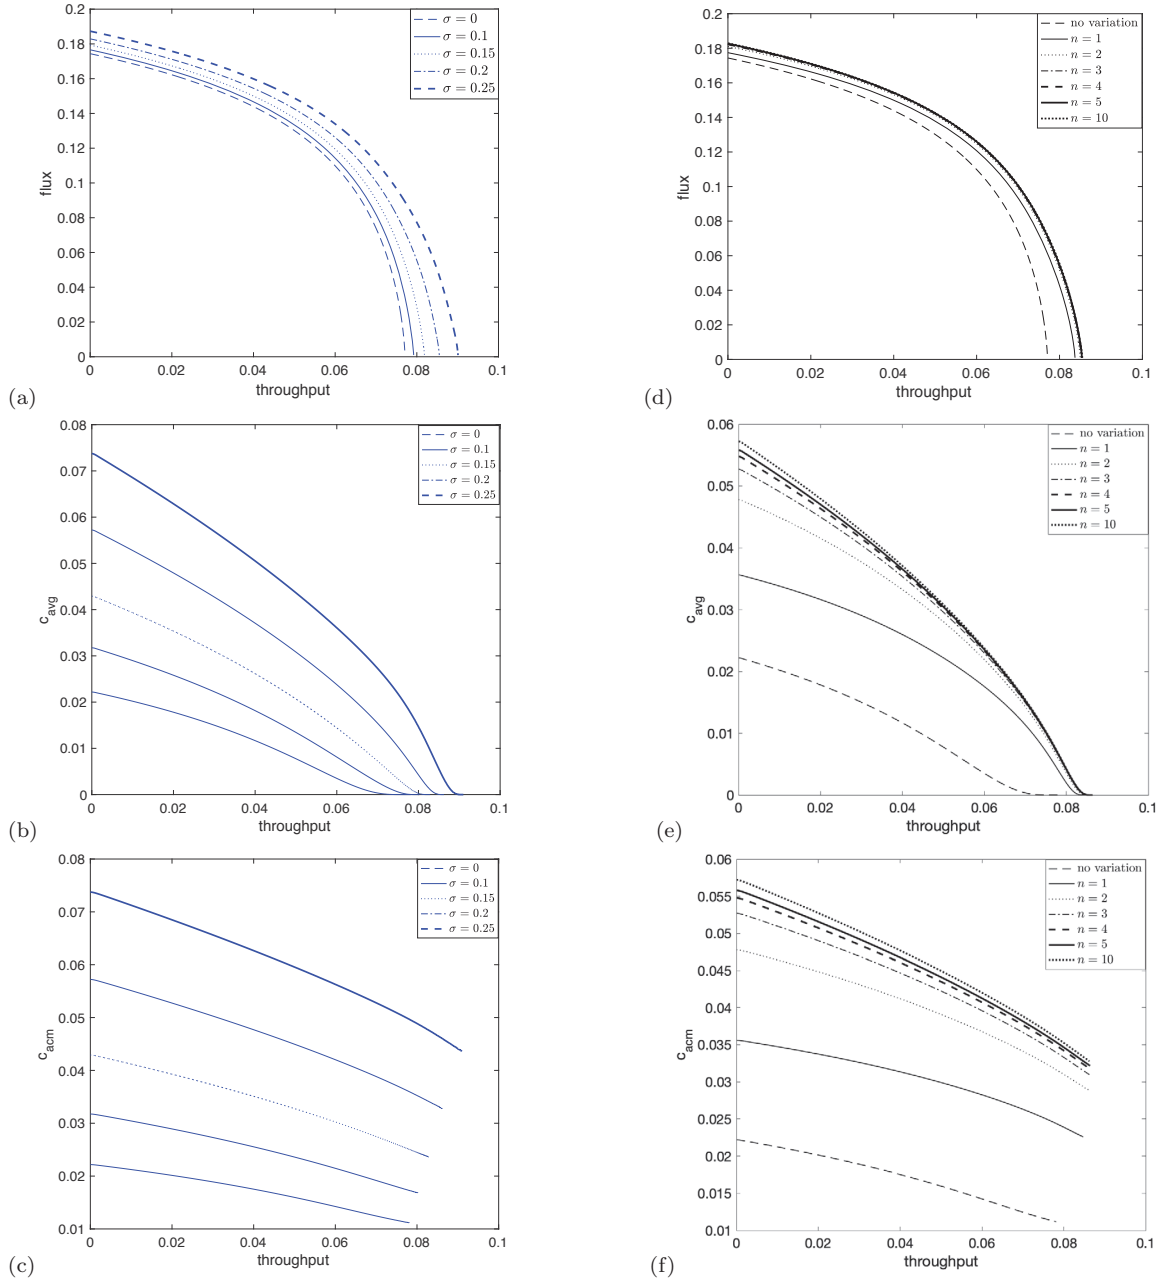 0.2
0.18
0.16
0.14
0.12
0.1
0.08
0.06
0.04
0.02
0
flux
0 0.02 0.04 0.06 0.08 0.1
throughput
σ = 0
σ = 0.1
σ = 0.15
σ = 0.2
σ = 0.25
(a)
0.2
0.18
0.16
0.14
0.12
0.1
0.08
0.06
0.04
0.02
0
flux
0 0.02 0.04 0.06 0.08 0.1
throughput
no variation
n = 1
n = 2
n = 3
n = 4
n = 5
n = 10
(d)
0.08
0.07
0.06
0.05
0.04
0.03
0.02
0.01
0
c_avg
0 0.02 0.04 0.06 0.08 0.1
throughput
σ = 0
σ = 0.1
σ = 0.15
σ = 0.2
σ = 0.25
(b)
0.06
0.05
0.04
0.03
0.02
0.01
0
c_avg
0 0.02 0.04 0.06 0.08 0.1
throughput
no variation
n = 1
n = 2
n = 3
n = 4
n = 5
n = 10
(e)
0.08
0.07
0.06
0.05
0.04
0.03
0.02
0.01
c_acm
0 0.02 0.04 0.06 0.08 0.1
throughput
σ = 0
σ = 0.1
σ = 0.15
σ = 0.2
σ = 0.25
(c)
0.06
0.055
0.05
0.045
0.04
0.035
0.03
0.025
0.02
0.015
0.01
c_acm
0 0.02 0.04 0.06 0.08 0.1
throughput
no variation
n = 1
n = 2
n = 3
n = 4
n = 5
n = 10
(f)